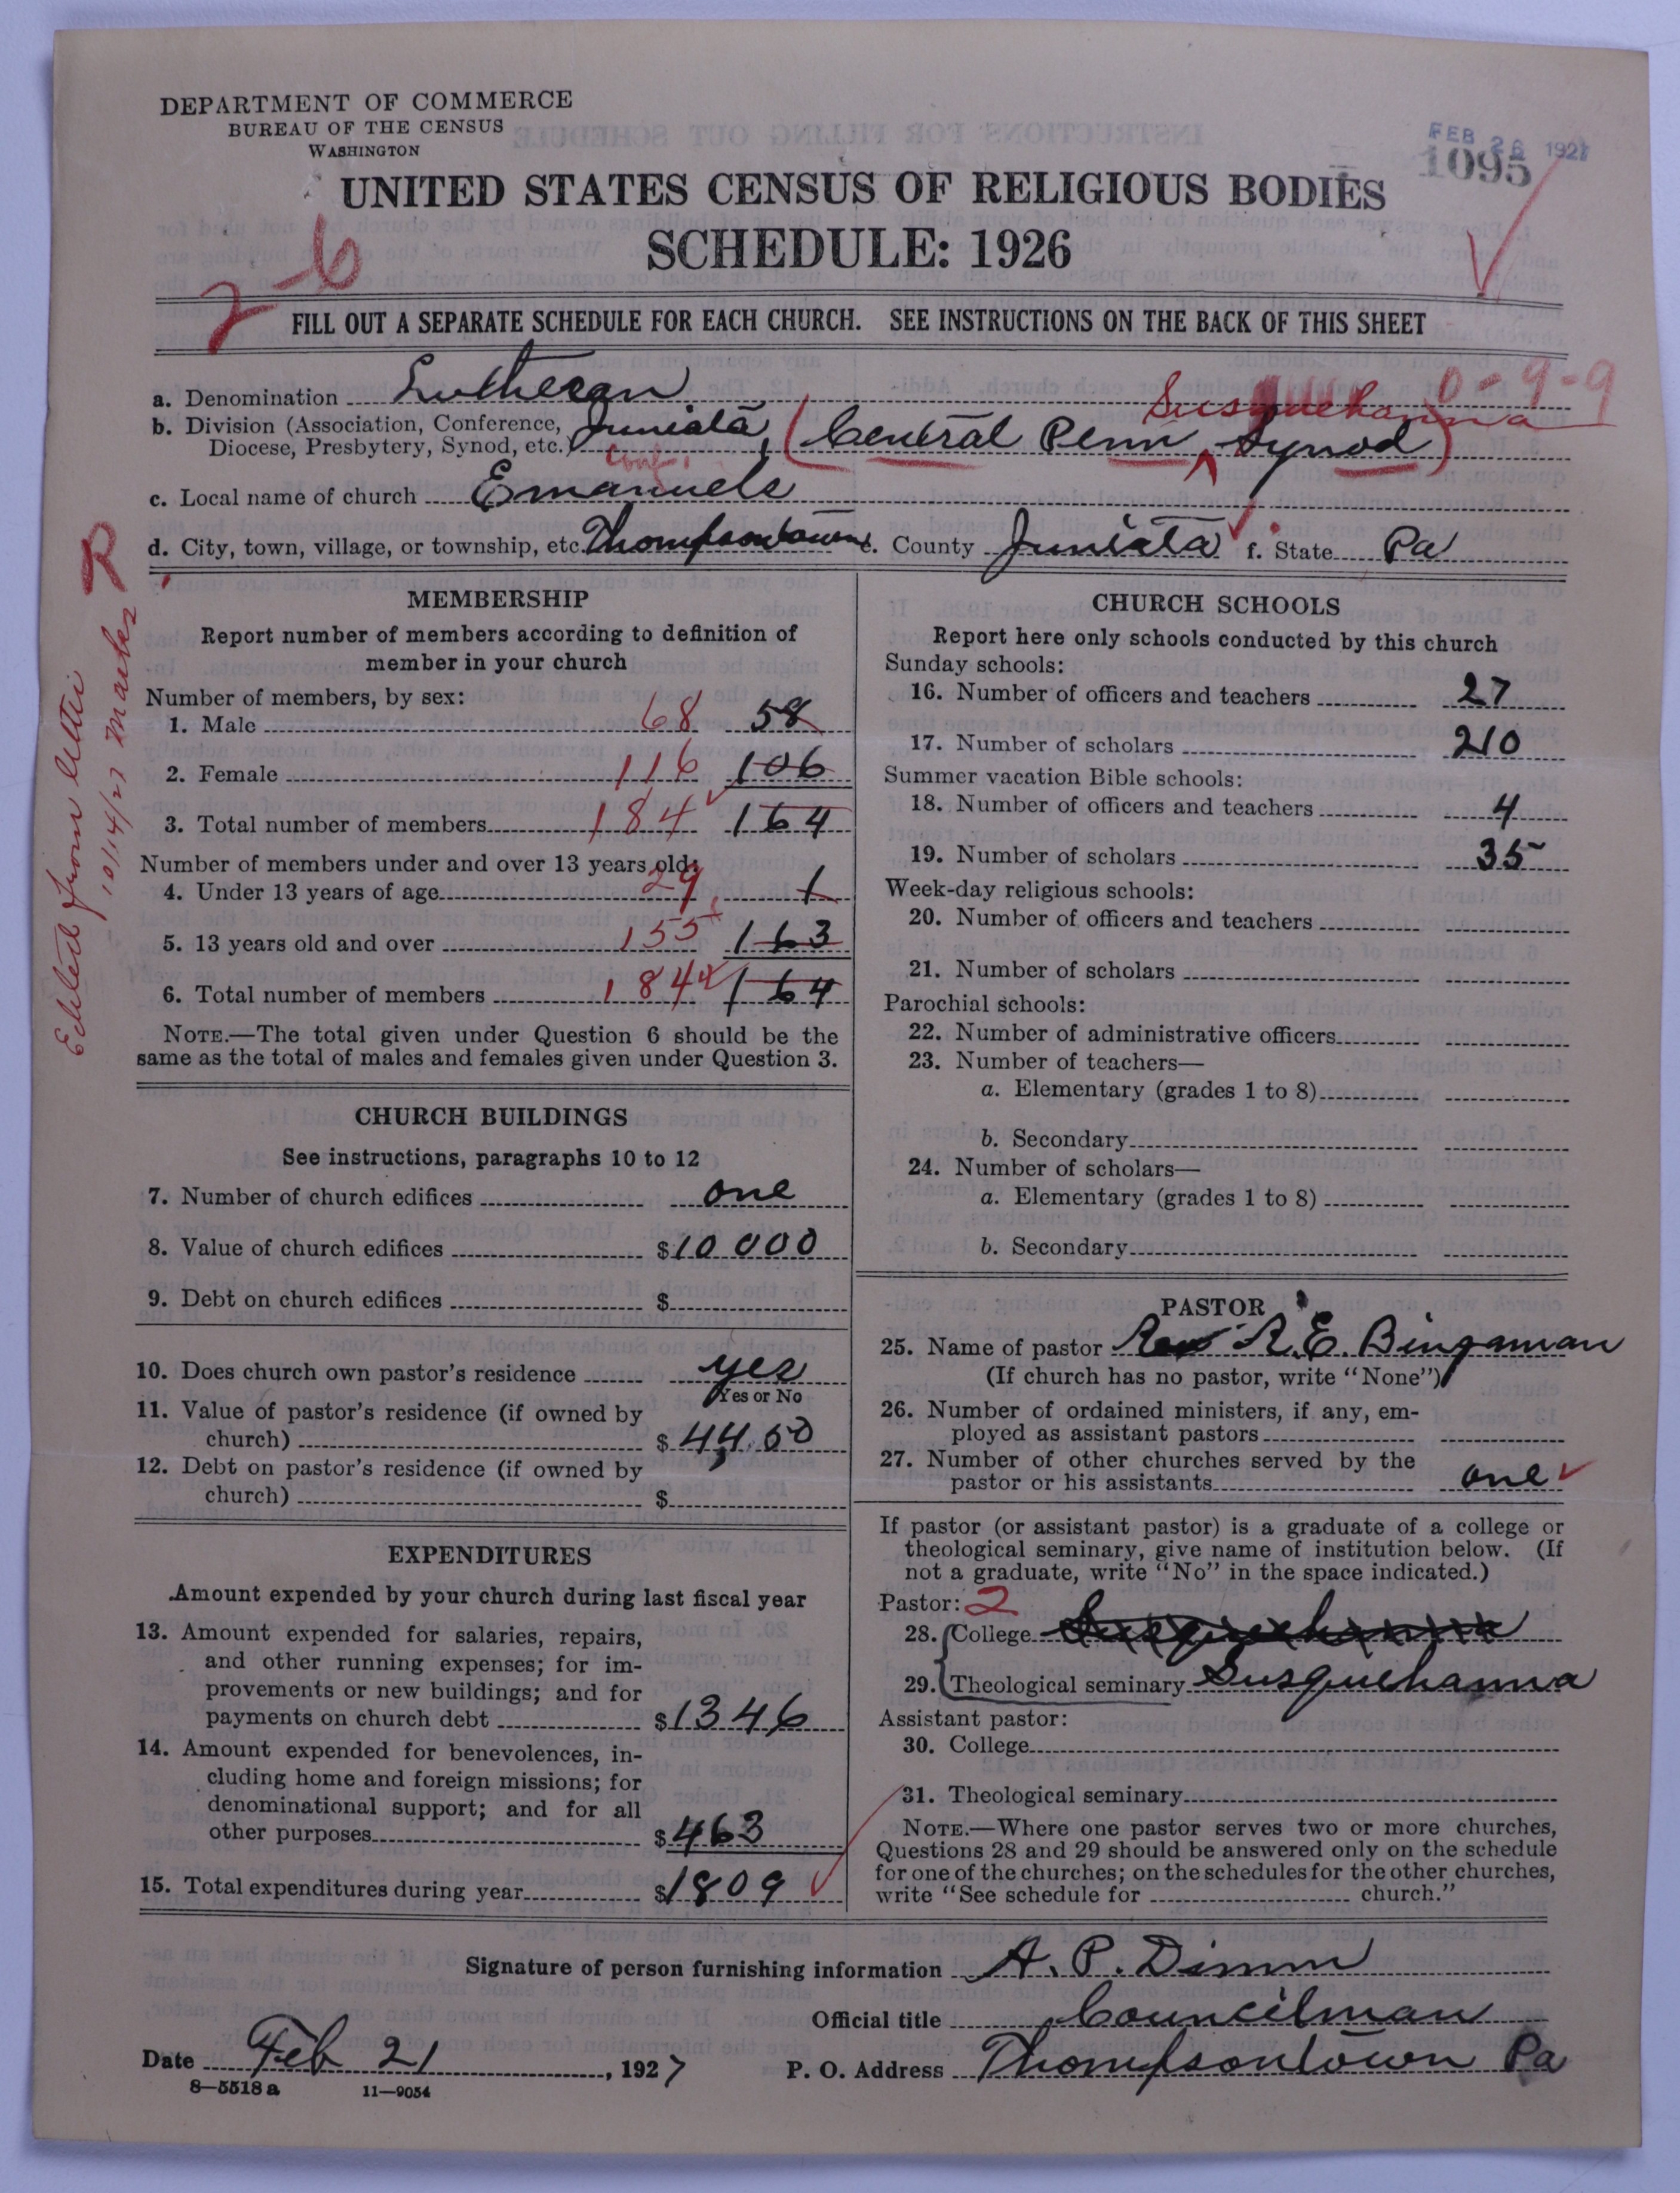 DEPARTMENT OF COMMERCE
BUREAU OF THE CENSUS
WASHINGTON
FEB 26 1927
1095
UNITED STATES CENSUS OF RELIGIOUS BODIES
SCHEDULE: 1926
2-6
FILL OUT A SEPARATE SCHEDULE FOR EACH CHURCH. SEE INSTRUCTIONS ON THE BACK OF THIS SHEET
0-9-9
a. Denomination Lutheran
Susquehanna
b. Division (Association, Conference, Diocese, Presbytery, Synod, etc.) Juniata, (Central Penn Synod)
Conf.
c. Local name of church Emanuels
d. City, town, village, or township, etc. Thompsontown e. County Juniata f. State Pa
R
Edited from letter
10/14/27
MEMBERSHIP
Report number of members according to definition of
member in your church
Number of members, by sex:
1. Male 68 58
2. Female 116 106
3. Total number of members 184 164
Number of members under and over 13 years old:
4. Under 13 years of age 29 1
5. 13 years old and over 155 163
6. Total number of members 184 164
NOTE.—The total given under Question 6 should be the
same as the total of males and females given under Question 3.
CHURCH BUILDINGS
See instructions, paragraphs 10 to 12
7. Number of church edifices one
8. Value of church edifices $10 000
9. Debt on church edifices $
10. Does church own pastor's residence yes
Yes or No
11. Value of pastor's residence (if owned by
church) $4450
12. Debt on pastor's residence (if owned by
church) $
EXPENDITURES
Amount expended by your church during last fiscal year
13. Amount expended for salaries, repairs,
and other running expenses; for im-
provements or new buildings; and for
payments on church debt $1346
14. Amount expended for benevolences, in-
cluding home and foreign missions; for
denominational support; and for all
other purposes $463
15. Total expenditures during year $1809
CHURCH SCHOOLS
Report here only schools conducted by this church
Sunday schools:
16. Number of officers and teachers 27
17. Number of scholars 210
Summer vacation Bible schools:
18. Number of officers and teachers 4
19. Number of scholars 35
Week-day religious schools:
20. Number of officers and teachers
21. Number of scholars
Parochial schools:
22. Number of administrative officers
23. Number of teachers—
a. Elementary (grades 1 to 8)
b. Secondary
24. Number of scholars—
a. Elementary (grades 1 to 8)
b. Secondary
PASTOR
25. Name of pastor Rev R. E. Bingaman
(If church has no pastor, write "None")
26. Number of ordained ministers, if any, em-
ployed as assistant pastors
27. Number of other churches served by the
pastor or his assistants one
If pastor (or assistant pastor) is a graduate of a college or
theological seminary, give name of institution below. (If
not a graduate, write "No" in the space indicated.)
Pastor: 2
28. College Susquehanna
29. Theological seminary Susquehanna
Assistant pastor:
30. College
31. Theological seminary
NOTE.—Where one pastor serves two or more churches,
Questions 28 and 29 should be answered only on the schedule
for one of the churches; on the schedules for the other churches,
write "See schedule for church."
Signature of person furnishing information A. P. Dimm
Official title Councilman
Date Feb 21, 1927 P. O. Address Thompsontown Pa
8—5518a 11—9054